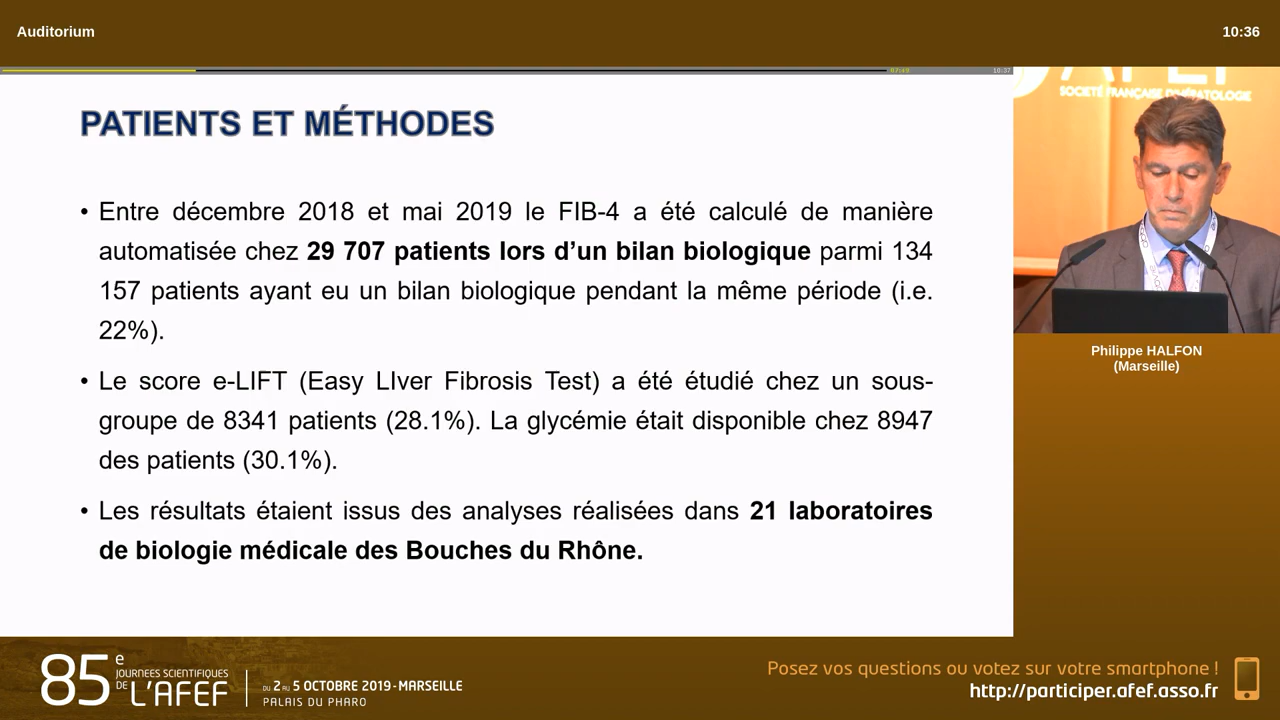 Auditorium
10:36
07:49
10:37
SOCIÉTÉ FRANÇAISE D'HÉPATOLOGIE
PATIENTS ET MÉTHODES
• Entre décembre 2018 et mai 2019 le FIB-4 a été calculé de manière
automatisée chez 29 707 patients lors d’un bilan biologique parmi 134
157 patients ayant eu un bilan biologique pendant la même période (i.e.
22%).
• Le score e-LIFT (Easy LIver Fibrosis Test) a été étudié chez un sous-
groupe de 8341 patients (28.1%). La glycémie était disponible chez 8947
des patients (30.1%).
• Les résultats étaient issus des analyses réalisées dans 21 laboratoires
de biologie médicale des Bouches du Rhône.
Philippe HALFON
(Marseille)
85e JOURNÉES SCIENTIFIQUES
DE L'AFEF
DU 2 AU 5 OCTOBRE 2019 - MARSEILLE
PALAIS DU PHARO
Posez vos questions ou votez sur votre smartphone !
http://participer.afef.asso.fr